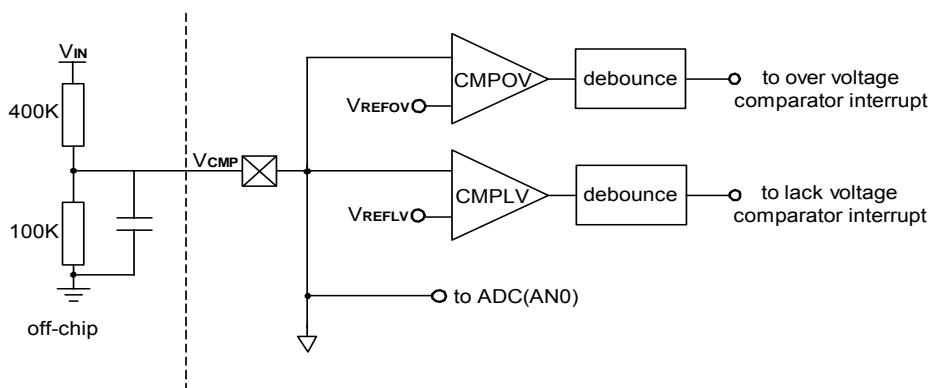 VIN
400K
100K
off-chip
VCMP
CMPOV
VREFOV
debounce
to over voltage
comparator interrupt
CMPLV
VREFLV
debounce
to lack voltage
comparator interrupt
to ADC(AN0)